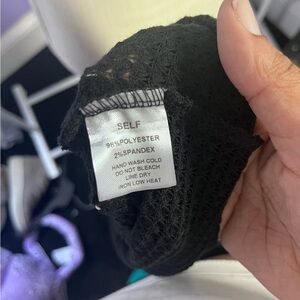 SELF
98%POLYESTER
2%SPANDEX
HAND WASH COLD
DO NOT BLEACH
LINE DRY
IRON LOW HEAT